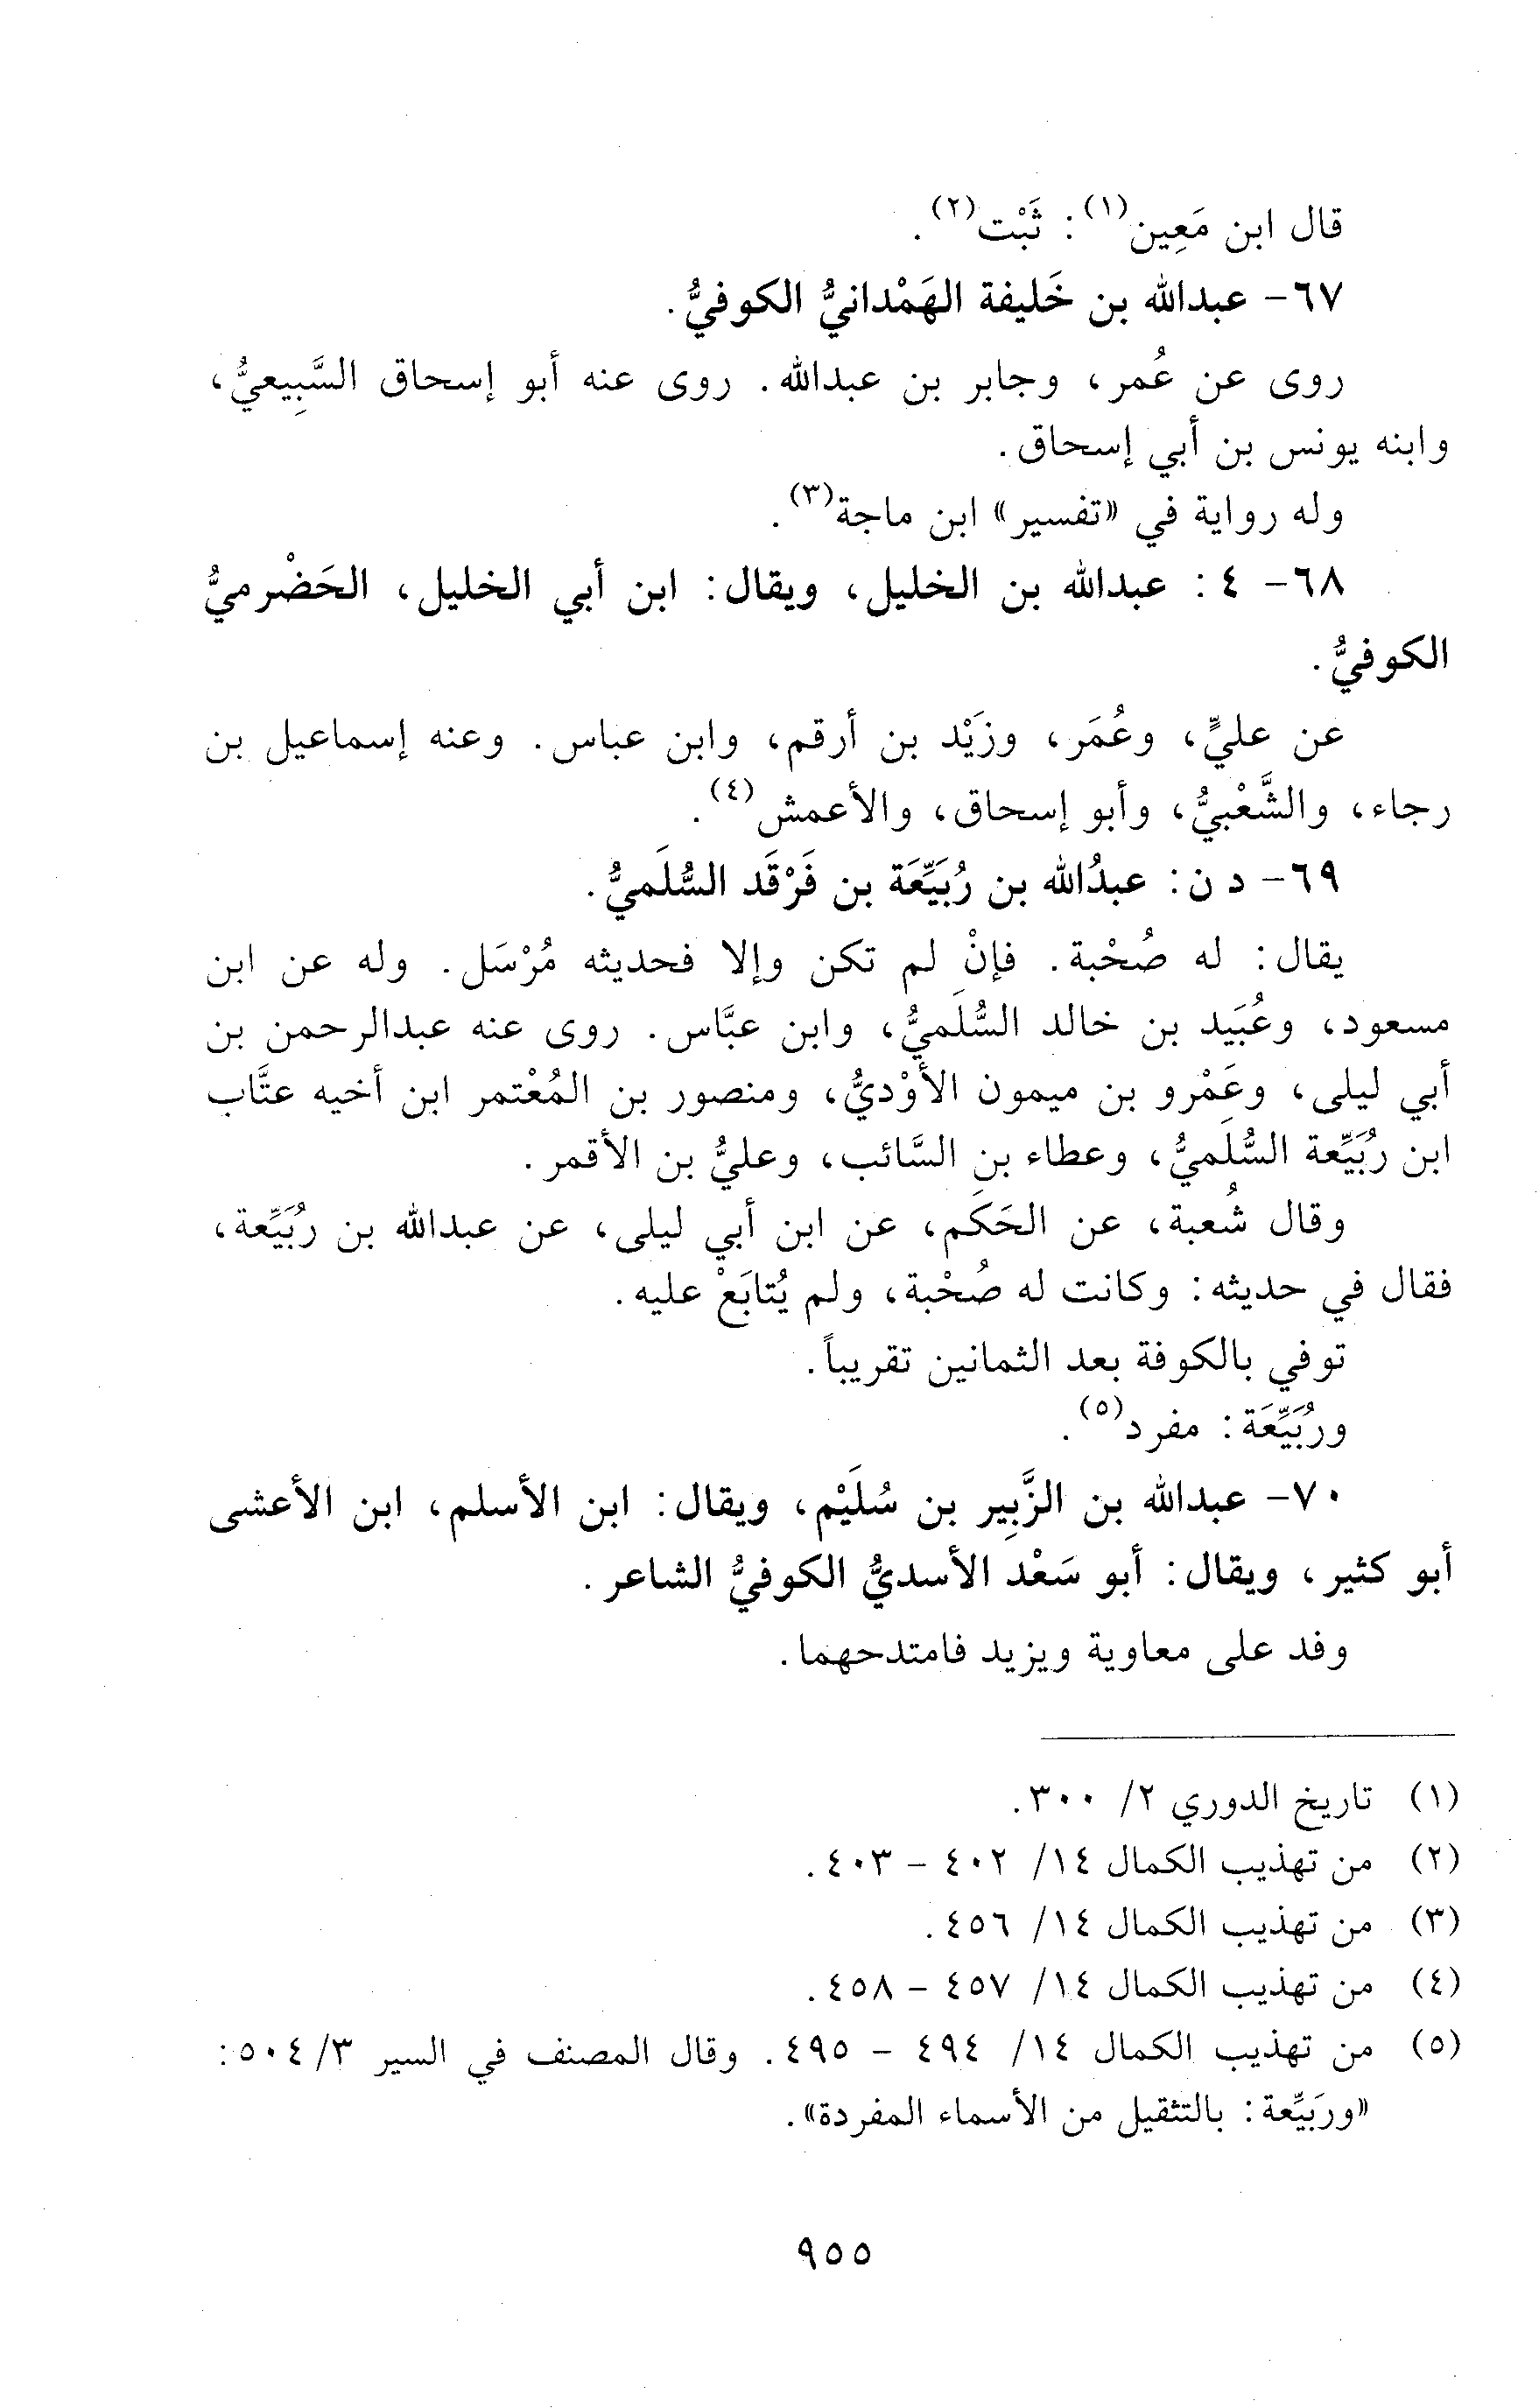 قال ابن مَعِين(١): ثَبْت(٢).
٦٧- عبدالله بن خَليفة الهَمْدانيُّ الكوفيُّ.
روى عن عُمر، وجابر بن عبدالله. روى عنه أبو إسحاق السَّبِيعيُّ،
وابنه يونس بن أبي إسحاق.
وله رواية في «تفسير» ابن ماجة(٣).
٦٨- ٤: عبدالله بن الخليل، ويقال: ابن أبي الخليل، الحَضْرميُّ
الكوفيُّ.
عن عليٍّ، وعُمَر، وزَيْد بن أرقم، وابن عباس. وعنه إسماعيل بن
رجاء، والشَّعْبيُّ، وأبو إسحاق، والأعمش(٤).
٦٩- د ن: عبدُالله بن رُبَيِّعَة بن فَرْقَد السُّلَميُّ.
يقال: له صُحْبة. فإنْ لم تكن وإلا فحديثه مُرْسَل. وله عن ابن
مسعود، وعُبَيد بن خالد السُّلَميُّ، وابن عبَّاس. روى عنه عبدالرحمن بن
أبي ليلى، وعَمْرو بن ميمون الأوْديُّ، ومنصور بن المُعْتمر ابن أخيه عتَّاب
ابن رُبَيِّعة السُّلَميُّ، وعطاء بن السَّائب، وعليُّ بن الأقمر.
وقال شُعبة، عن الحَكَم، عن ابن أبي ليلى، عن عبدالله بن رُبَيِّعة،
فقال في حديثه: وكانت له صُحْبة، ولم يُتابَعْ عليه.
توفي بالكوفة بعد الثمانين تقريباً.
ورُبَيِّعَة: مفرد(٥).
٧٠- عبدالله بن الزَّبِير بن سُلَيْم، ويقال: ابن الأسلم، ابن الأعشى
أبو كثير، ويقال: أبو سَعْد الأسديُّ الكوفيُّ الشاعر.
وفد على معاوية ويزيد فامتدحهما.
(١) تاريخ الدوري ٢/ ٣٠٠.
(٢) من تهذيب الكمال ١٤/ ٤٠٢ - ٤٠٣.
(٣) من تهذيب الكمال ١٤/ ٤٥٦.
(٤) من تهذيب الكمال ١٤/ ٤٥٧ - ٤٥٨.
(٥) من تهذيب الكمال ١٤/ ٤٩٤ - ٤٩٥. وقال المصنف في السير ٣/ ٥٠٤:
«ورَبيِّعة: بالتثقيل من الأسماء المفردة».
٩٥٥